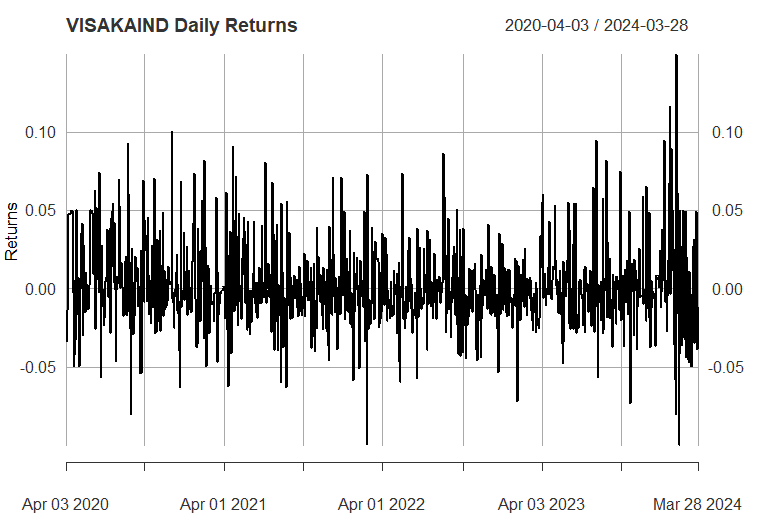 VISAKAIND Daily Returns 2020-04-03 / 2024-03-28
0.10 0.10
0.05 0.05
Returns
0.00 0.00
-0.05 -0.05
Apr 03 2020 Apr 01 2021 Apr 01 2022 Apr 03 2023 Mar 28 2024